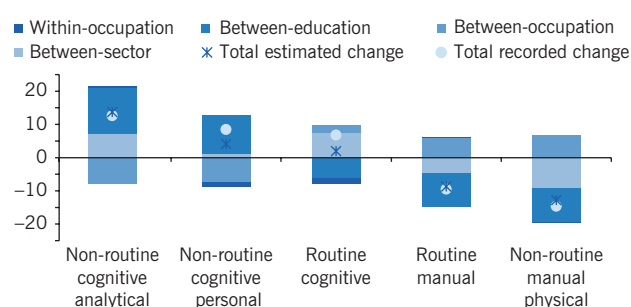 Within-occupation Between-education Between-occupation
Between-sector Total estimated change Total recorded change
20
10
0
−10
−20
Non-routine cognitive analytical
Non-routine cognitive personal
Routine cognitive
Routine manual
Non-routine manual physical